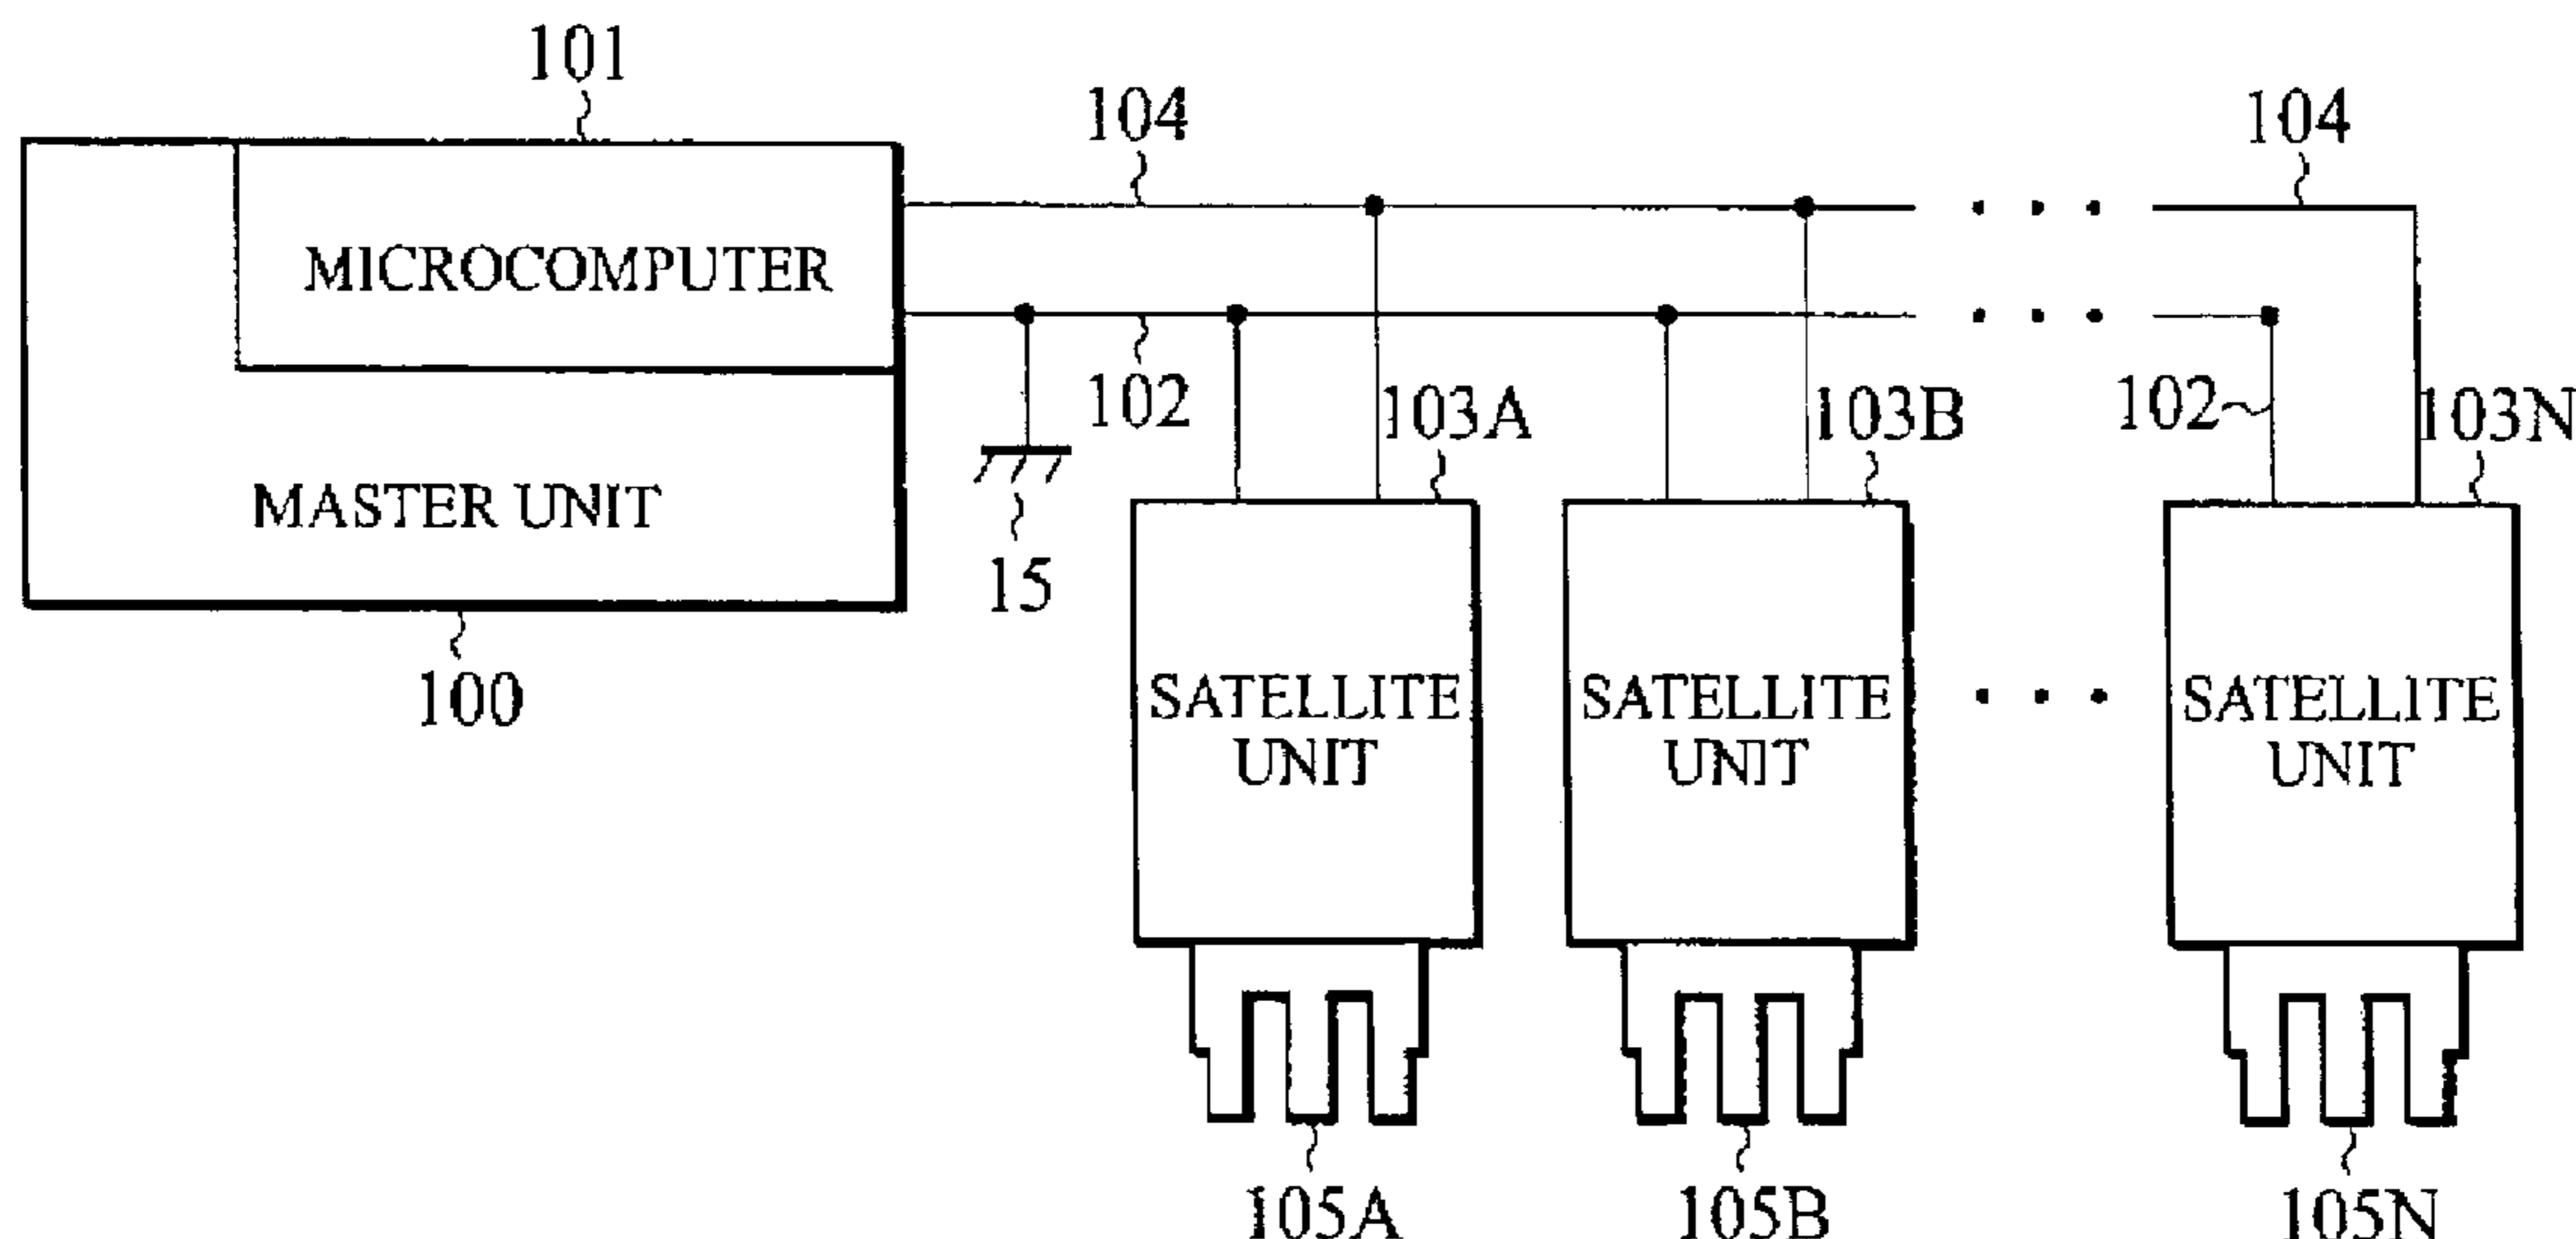 101
104
104
MICROCOMPUTER
102
103A
103B
102
103N
MASTER UNIT
15
100
SATELLITE
UNIT
SATELLITE
UNIT
SATELLITE
UNIT
105A
105B
105N